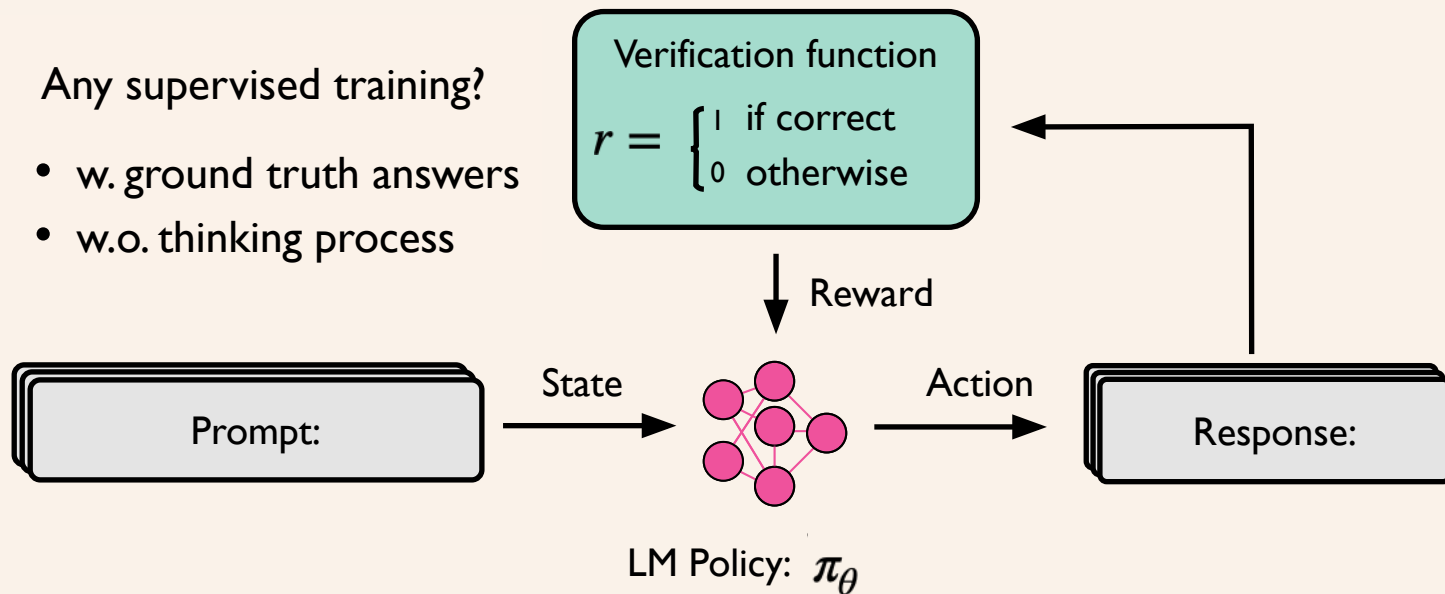 Any supervised training?
• w. ground truth answers
• w.o. thinking process
Verification function
r = { 1 if correct
0 otherwise
Reward
Prompt:
State
Action
Response:
LM Policy: π_θ